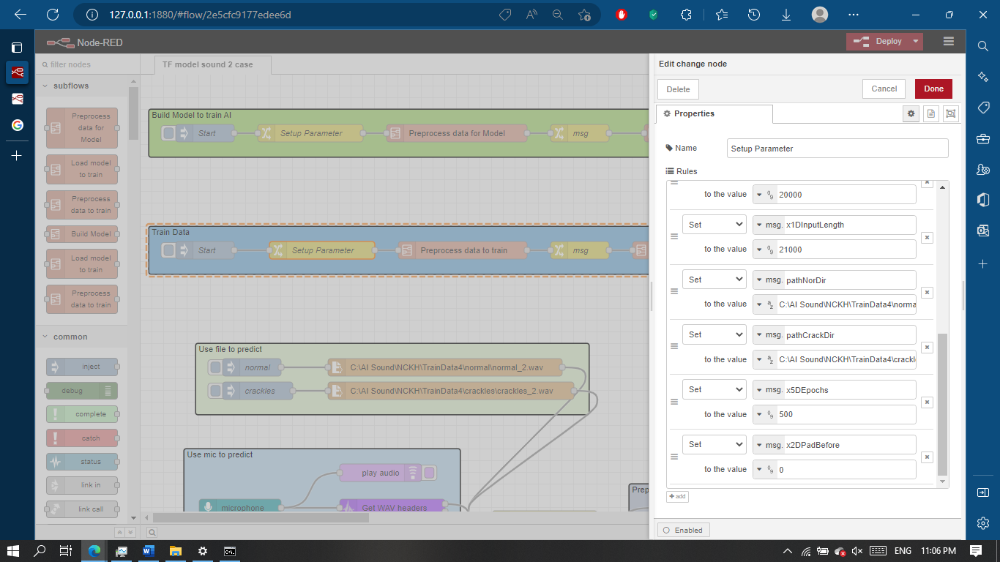 127.0.0.1:1880/#flow/2e5cfc9177edee6d
Node-RED
Deploy
filter nodes
TF model sound 2 case
subflows
Preprocess
data for
Model
Load model
to train
Preprocess
data to train
Build Model
Load model
to train
Preprocess
data to train
common
inject
debug
complete
catch
status
link in
link call
Build Model to train AI
Start
Setup Parameter
Preprocess data for Model
msg
Train Data
Start
Setup Parameter
Preprocess data to train
msg
Use file to predict
normal
C:\AI Sound\NCKH\TrainData4\normal\normal_2.wav
crackles
C:\AI Sound\NCKH\TrainData4\crackles\crackles_2.wav
Use mic to predict
play audio
microphone
Get WAV headers
Prep
Edit change node
Delete
Cancel
Done
Properties
Name
Setup Parameter
Rules
to the value
20000
Set
msg. x1DInputLength
to the value
21000
Set
msg. pathNorDir
to the value
C:\AI Sound\NCKH\TrainData4\norma
Set
msg. pathCrackDir
to the value
C:\AI Sound\NCKH\TrainData4\crackl
Set
msg. x5DEpochs
to the value
500
Set
msg. x2DPadBefore
to the value
0
add
Enabled
ENG
11:06 PM